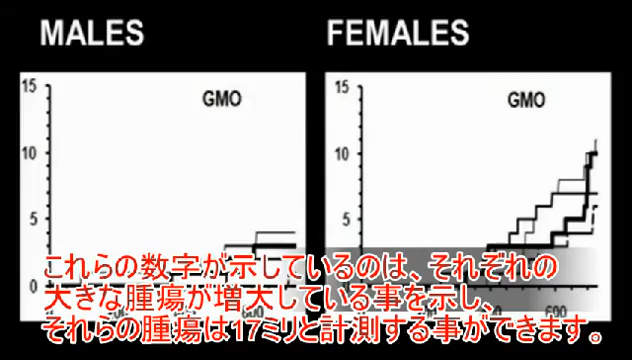 MALES FEMALES
15 15
GMO GMO
10 10
5 5
これらの数字が示しているのは、それぞれの
大きな腫瘍が増大している事を示し、
それらの腫瘍は17ミリと計測する事ができます。